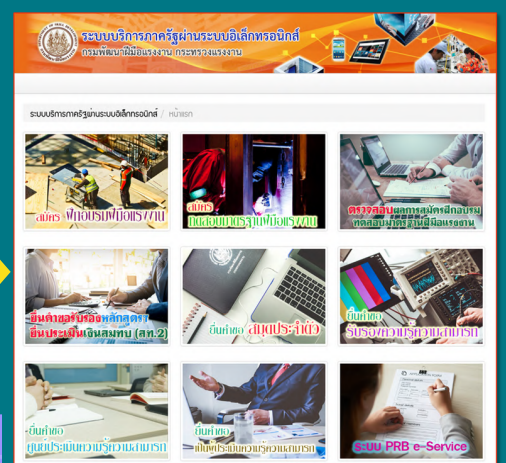 ระบบบริการภาครัฐผ่านระบบอิเล็กทรอนิกส์
กรมพัฒนาฝีมือแรงงาน กระทรวงแรงงาน
ระบบบริการภาครัฐผ่านระบบอิเล็กทรอนิกส์ / หน้าแรก
สมัคร ฝึกอบรมฝีมือแรงงาน
สมัคร
ทดสอบมาตรฐานฝีมือแรงงาน
ตรวจสอบผลการสมัครฝึกอบรม
ทดสอบมาตรฐานฝีมือแรงงาน
ยื่นคำขอรับรองหลักสูตร
ยื่นประเมินเงินสมทบ (สท.2)
ยื่นคำขอ สมุดประจำตัว
ยื่นคำขอ
รับรองความรู้ความสามารถ
ยื่นคำขอ
ศูนย์ประเมินความรู้ความสามารถ
ยื่นคำขอ
เป็นผู้ประเมินความรู้ความสามารถ
ระบบ PRB e-Service